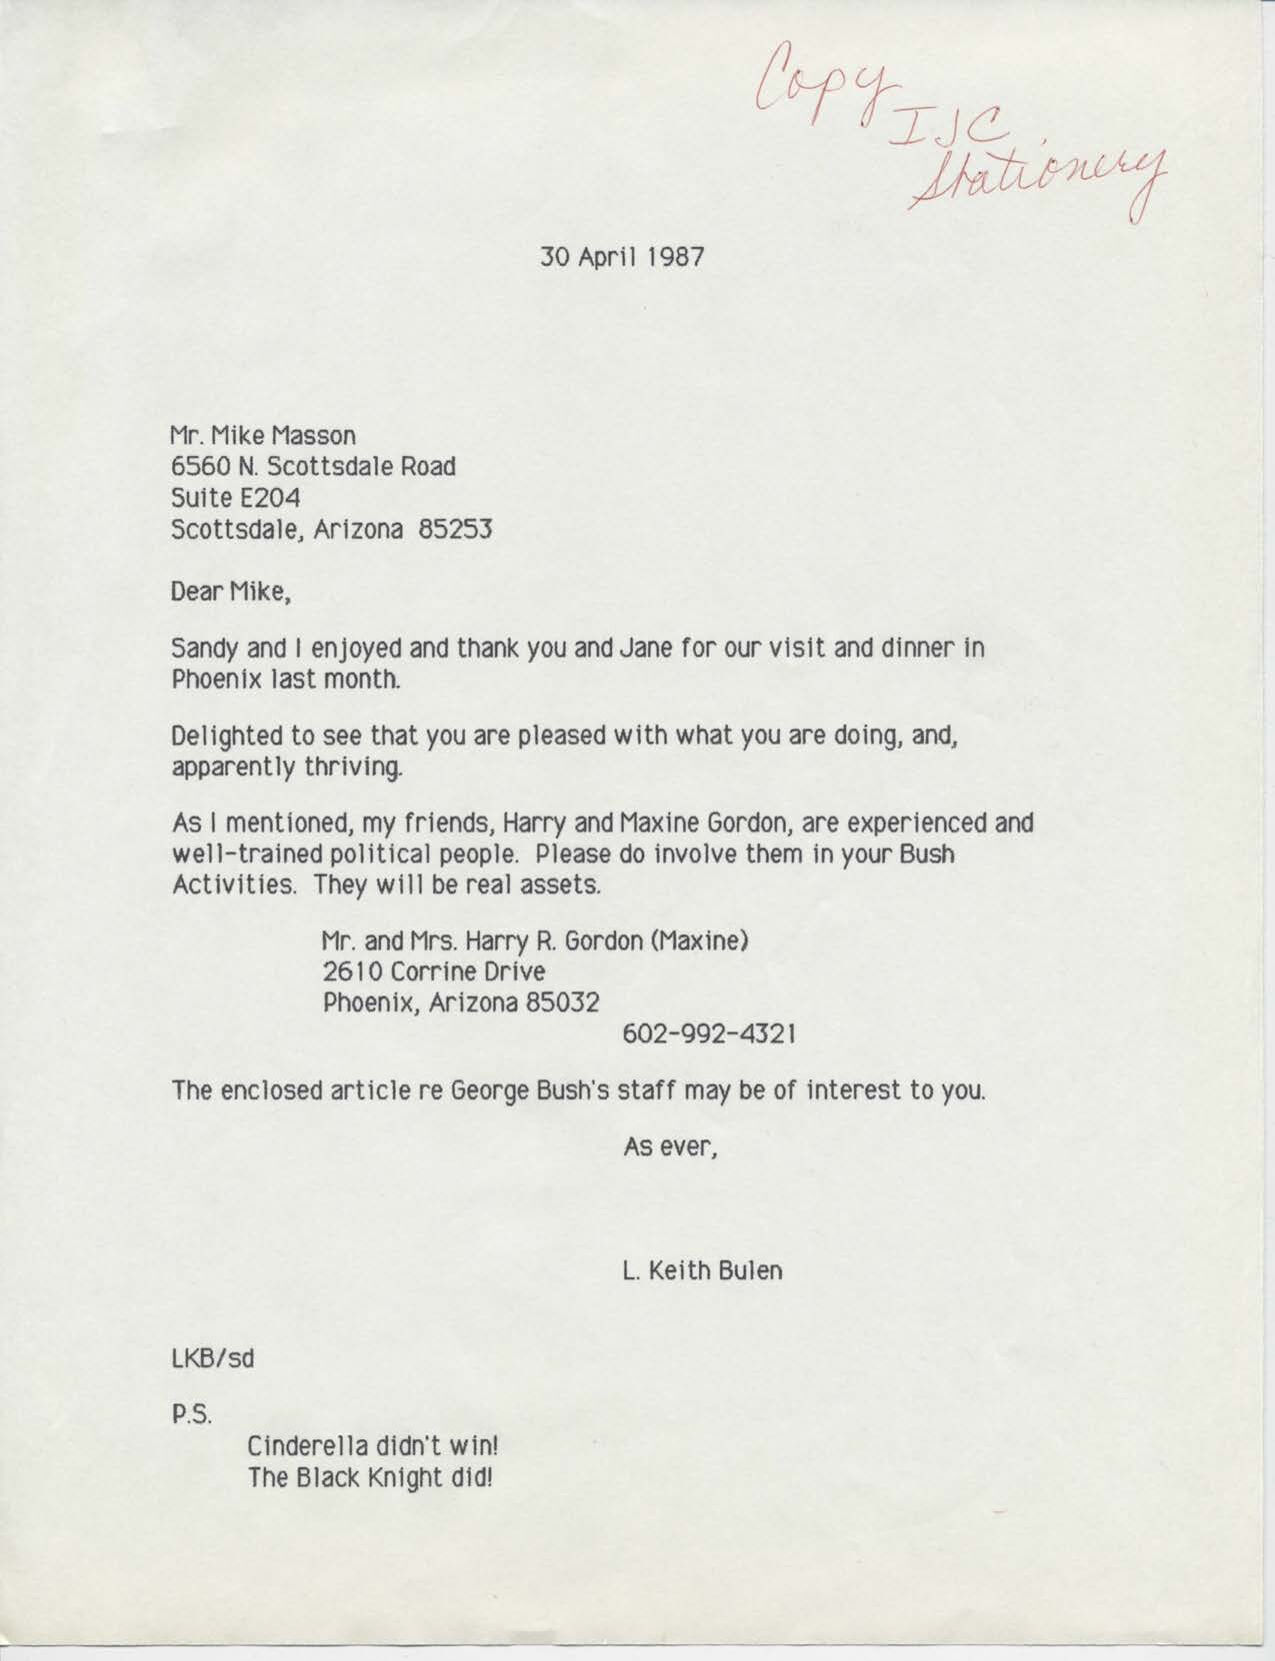 Copy
IJC
Stationery
30 April 1987
Mr. Mike Masson
6560 N. Scottsdale Road
Suite E204
Scottsdale, Arizona  85253
Dear Mike,
Sandy and I enjoyed and thank you and Jane for our visit and dinner in
Phoenix last month.
Delighted to see that you are pleased with what you are doing, and,
apparently thriving.
As I mentioned, my friends, Harry and Maxine Gordon, are experienced and
well-trained political people.  Please do involve them in your Bush
Activities.  They will be real assets.
Mr. and Mrs. Harry R. Gordon (Maxine)
2610 Corrine Drive
Phoenix, Arizona 85032
602-992-4321
The enclosed article re George Bush's staff may be of interest to you.
As ever,
L. Keith Bulen
LKB/sd
P.S.
Cinderella didn't win!
The Black Knight did!